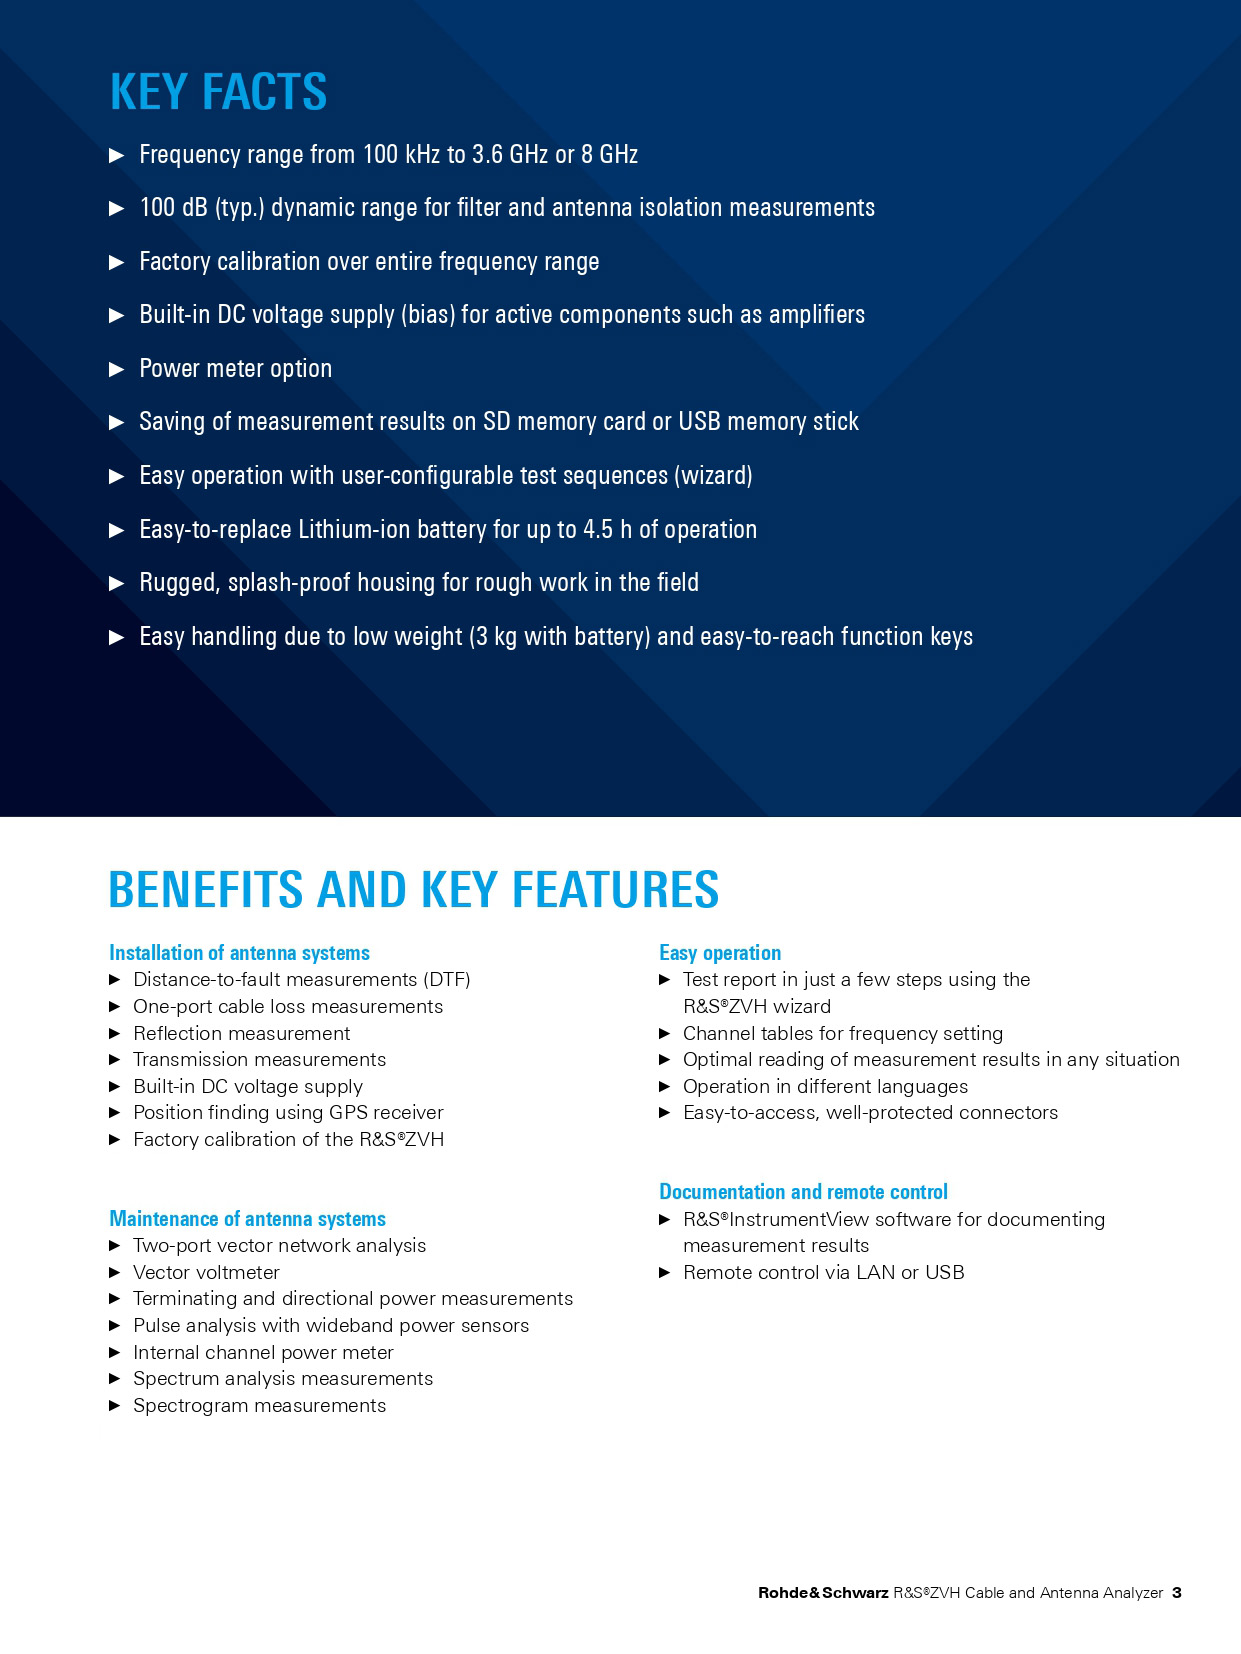 KEY FACTS
► Frequency range from 100 kHz to 3.6 GHz or 8 GHz
► 100 dB (typ.) dynamic range for filter and antenna isolation measurements
► Factory calibration over entire frequency range
► Built-in DC voltage supply (bias) for active components such as amplifiers
► Power meter option
► Saving of measurement results on SD memory card or USB memory stick
► Easy operation with user-configurable test sequences (wizard)
► Easy-to-replace Lithium-ion battery for up to 4.5 h of operation
► Rugged, splash-proof housing for rough work in the field
► Easy handling due to low weight (3 kg with battery) and easy-to-reach function keys
BENEFITS AND KEY FEATURES
Installation of antenna systems
► Distance-to-fault measurements (DTF)
► One-port cable loss measurements
► Reflection measurement
► Transmission measurements
► Built-in DC voltage supply
► Position finding using GPS receiver
► Factory calibration of the R&S®ZVH
Maintenance of antenna systems
► Two-port vector network analysis
► Vector voltmeter
► Terminating and directional power measurements
► Pulse analysis with wideband power sensors
► Internal channel power meter
► Spectrum analysis measurements
► Spectrogram measurements
Easy operation
► Test report in just a few steps using the
R&S®ZVH wizard
► Channel tables for frequency setting
► Optimal reading of measurement results in any situation
► Operation in different languages
► Easy-to-access, well-protected connectors
Documentation and remote control
► R&S®InstrumentView software for documenting
measurement results
► Remote control via LAN or USB
Rohde & Schwarz R&S®ZVH Cable and Antenna Analyzer 3